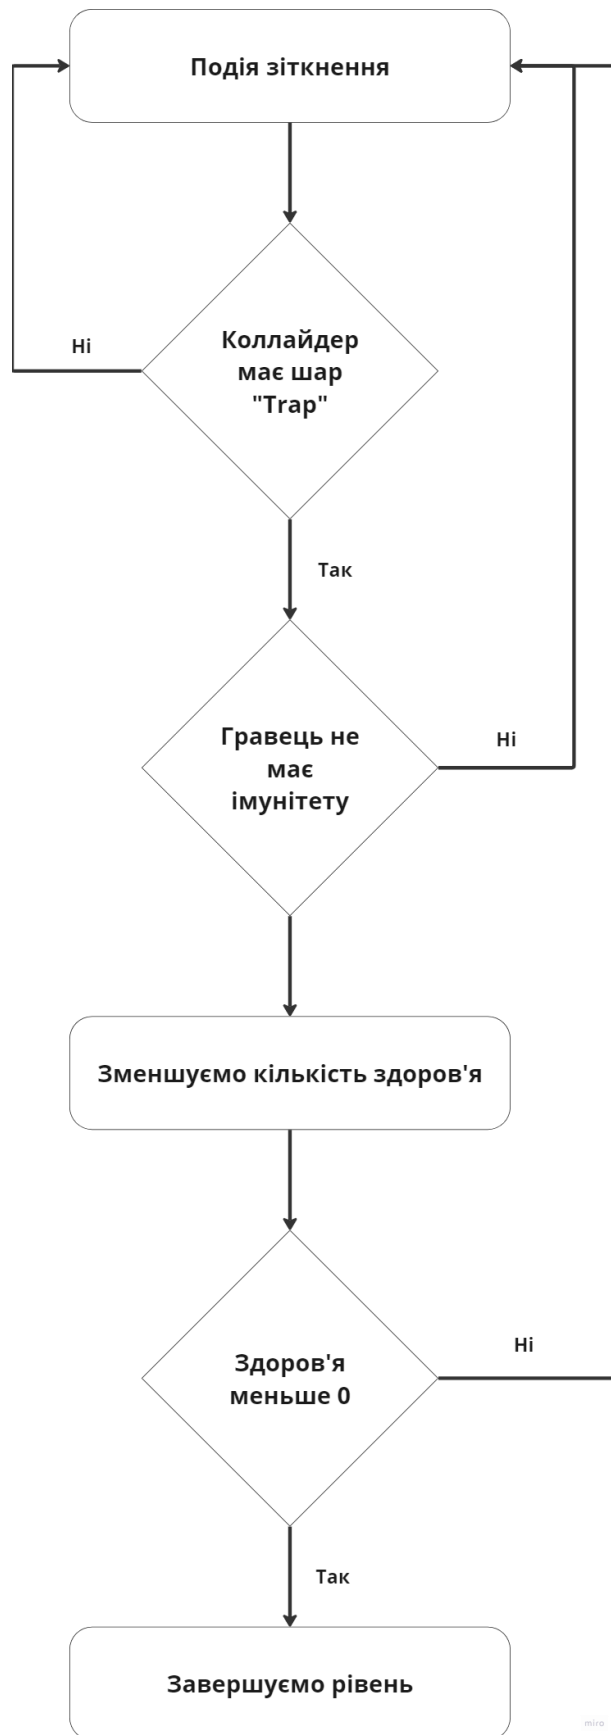 Подія зіткнення
Коллайдер
має шар
"Trap"
Ні
Так
Гравець не
має
імунітету
Ні
Зменшуємо кількість здоров'я
Здоров'я
меньше 0
Ні
Так
Завершуємо рівень
miro